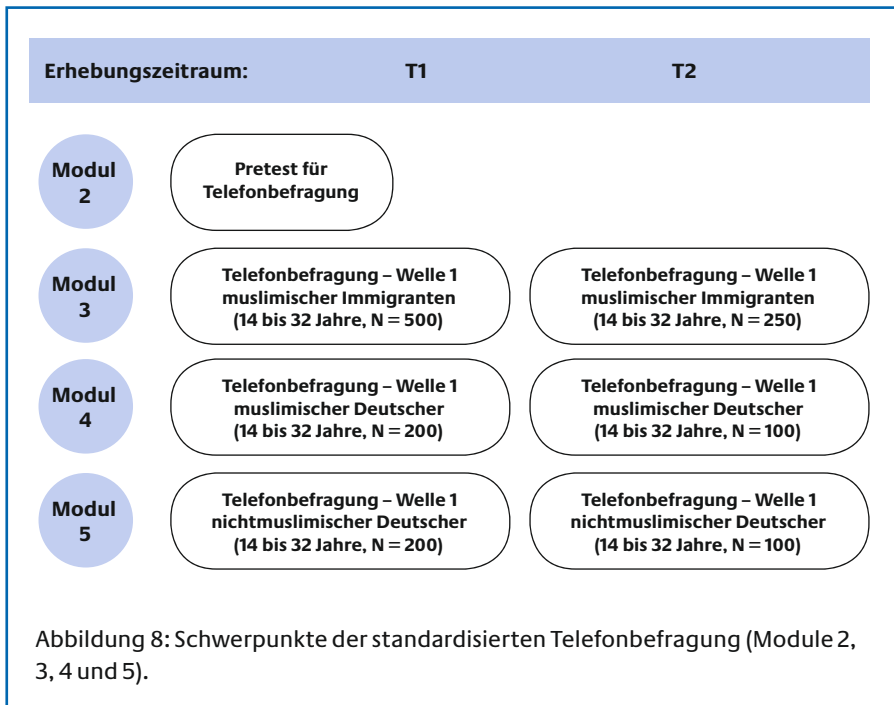 Erhebungszeitraum: T1 T2
Modul
2
Pretest für
Telefonbefragung
Modul
3
Telefonbefragung – Welle 1
muslimischer Immigranten
(14 bis 32 Jahre, N = 500)
Telefonbefragung – Welle 1
muslimischer Immigranten
(14 bis 32 Jahre, N = 250)
Modul
4
Telefonbefragung – Welle 1
muslimischer Deutscher
(14 bis 32 Jahre, N = 200)
Telefonbefragung – Welle 1
muslimischer Deutscher
(14 bis 32 Jahre, N = 100)
Modul
5
Telefonbefragung – Welle 1
nichtmuslimischer Deutscher
(14 bis 32 Jahre, N = 200)
Telefonbefragung – Welle 1
nichtmuslimischer Deutscher
(14 bis 32 Jahre, N = 100)
Abbildung 8: Schwerpunkte der standardisierten Telefonbefragung (Module 2,
3, 4 und 5).